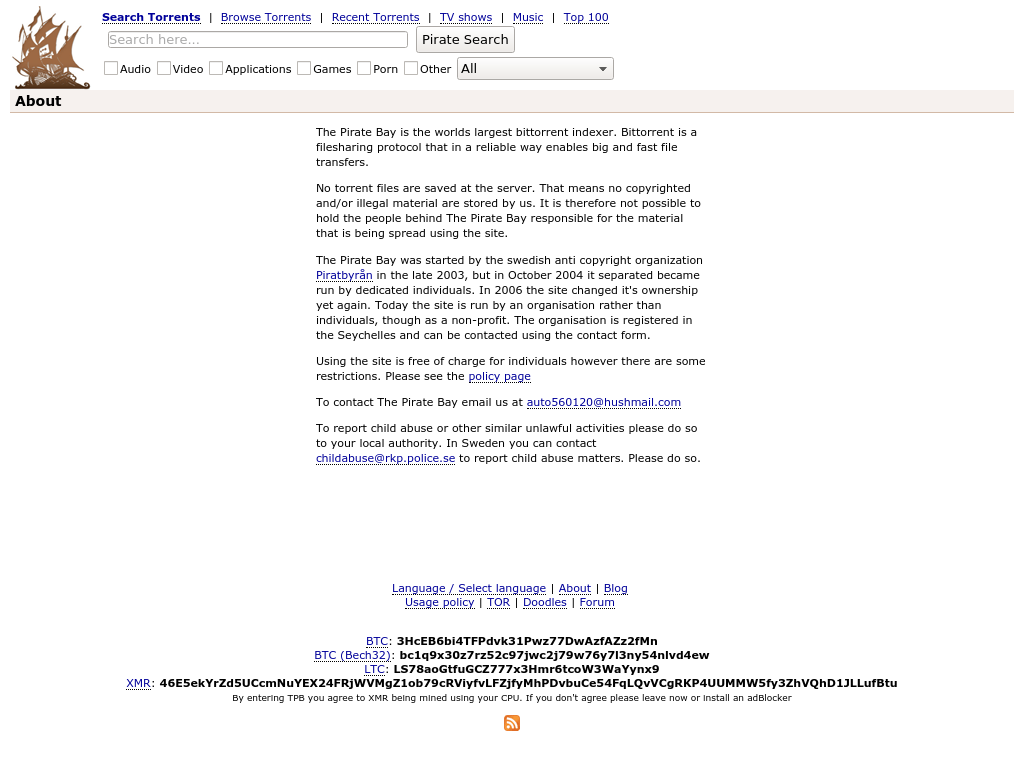 Search Torrents | Browse Torrents | Recent Torrents | TV shows | Music | Top 100
Search here... Pirate Search
Audio Video Applications Games Porn Other All
About
The Pirate Bay is the worlds largest bittorrent indexer. Bittorrent is a
filesharing protocol that in a reliable way enables big and fast file
transfers.
No torrent files are saved at the server. That means no copyrighted
and/or illegal material are stored by us. It is therefore not possible to
hold the people behind The Pirate Bay responsible for the material
that is being spread using the site.
The Pirate Bay was started by the swedish anti copyright organization
Piratbyrån in the late 2003, but in October 2004 it separated became
run by dedicated individuals. In 2006 the site changed it's ownership
yet again. Today the site is run by an organisation rather than
individuals, though as a non-profit. The organisation is registered in
the Seychelles and can be contacted using the contact form.
Using the site is free of charge for individuals however there are some
restrictions. Please see the policy page
To contact The Pirate Bay email us at auto560120@hushmail.com
To report child abuse or other similar unlawful activities please do so
to your local authority. In Sweden you can contact
childabuse@rkp.police.se to report child abuse matters. Please do so.
Language / Select language | About | Blog
Usage policy | TOR | Doodles | Forum
BTC: 3HcEB6bi4TFPdvk31Pwz77DwAzfAZz2fMn
BTC (Bech32): bc1q9x30z7rz52c97jwc2j79w76y7l3ny54nlvd4ew
LTC: LS78aoGtfuGCZ777x3Hmr6tcoW3WaYynx9
XMR: 46E5ekYrZd5UCcmNuYEX24FRjWVMgZ1ob79cRViyfvLFZjfyMhPDvbuCe54FqLQvVCgRKP4UUMMW5fy3ZhVQhD1JLLufBtu
By entering TPB you agree to XMR being mined using your CPU. If you don't agree please leave now or install an adBlocker